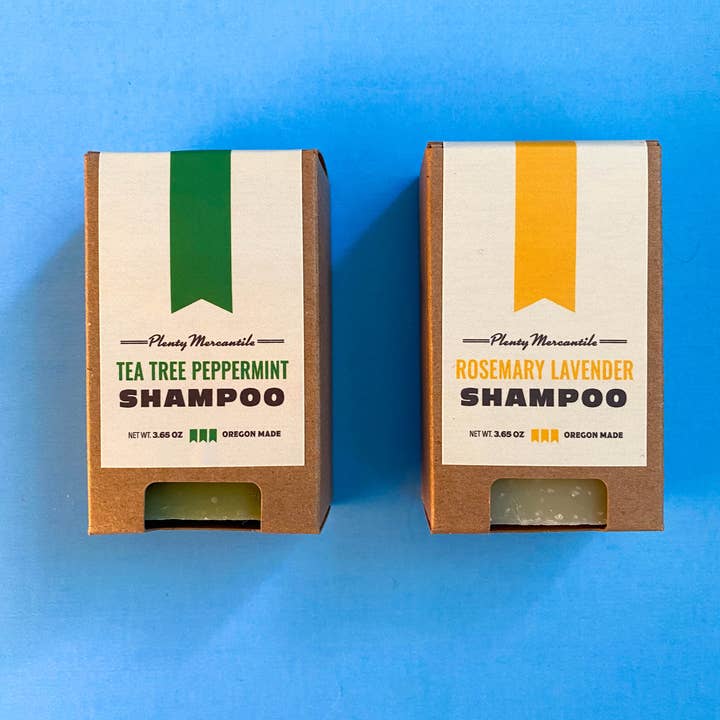 Plenty Mercantile
TEA TREE PEPPERMINT
SHAMPOO
NET WT. 3.65 OZ OREGON MADE
Plenty Mercantile
ROSEMARY LAVENDER
SHAMPOO
NET WT. 3.65 OZ OREGON MADE